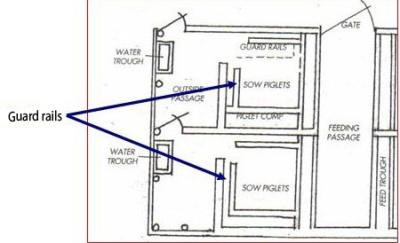 GATE
WATER
TROUGH
GUARD RAILS
OUTSIDE
PASSAGE
SOW PIGLETS
Guard rails
PIGLET COMP
FEEDING
PASSAGE
WATER
TROUGH
SOW PIGLETS
FEED TROUGH